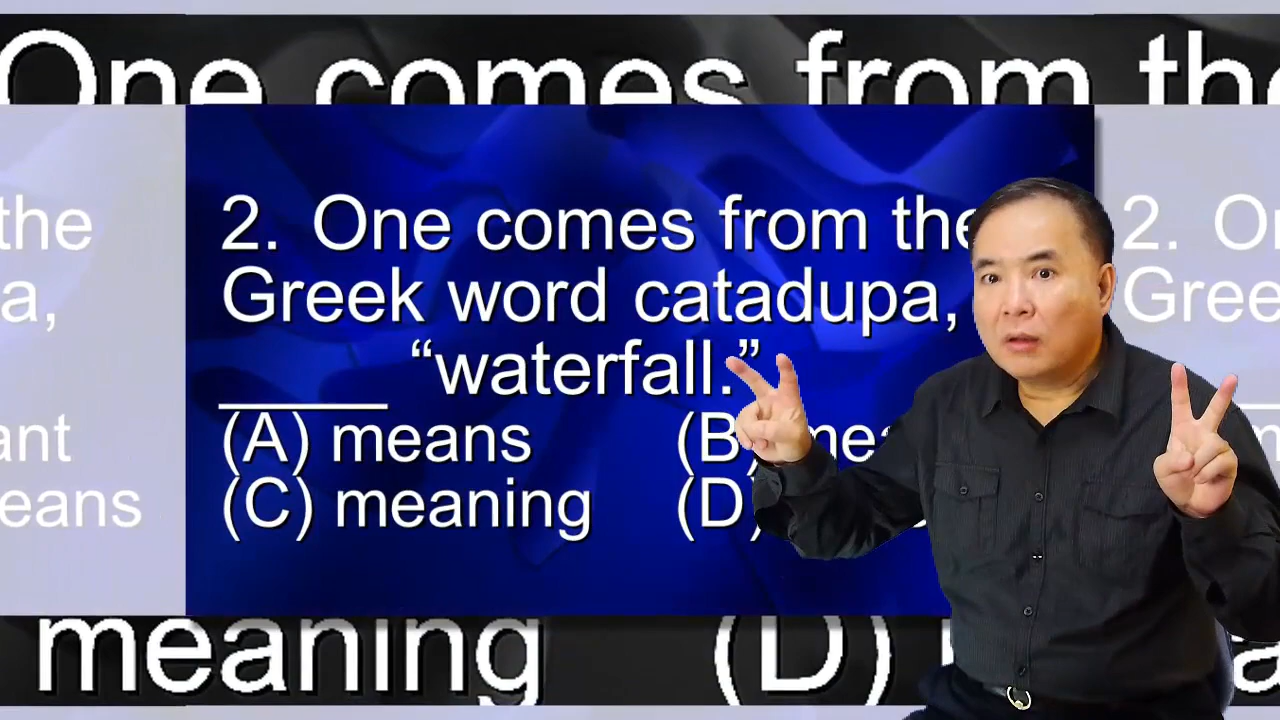 One comes from the
the
a,
ant
eans
2. One comes from the
Greek word catadupa,
_____ “waterfall.”
(A) means (B)
(C) meaning (D)
2.
Gree
meaning (D)